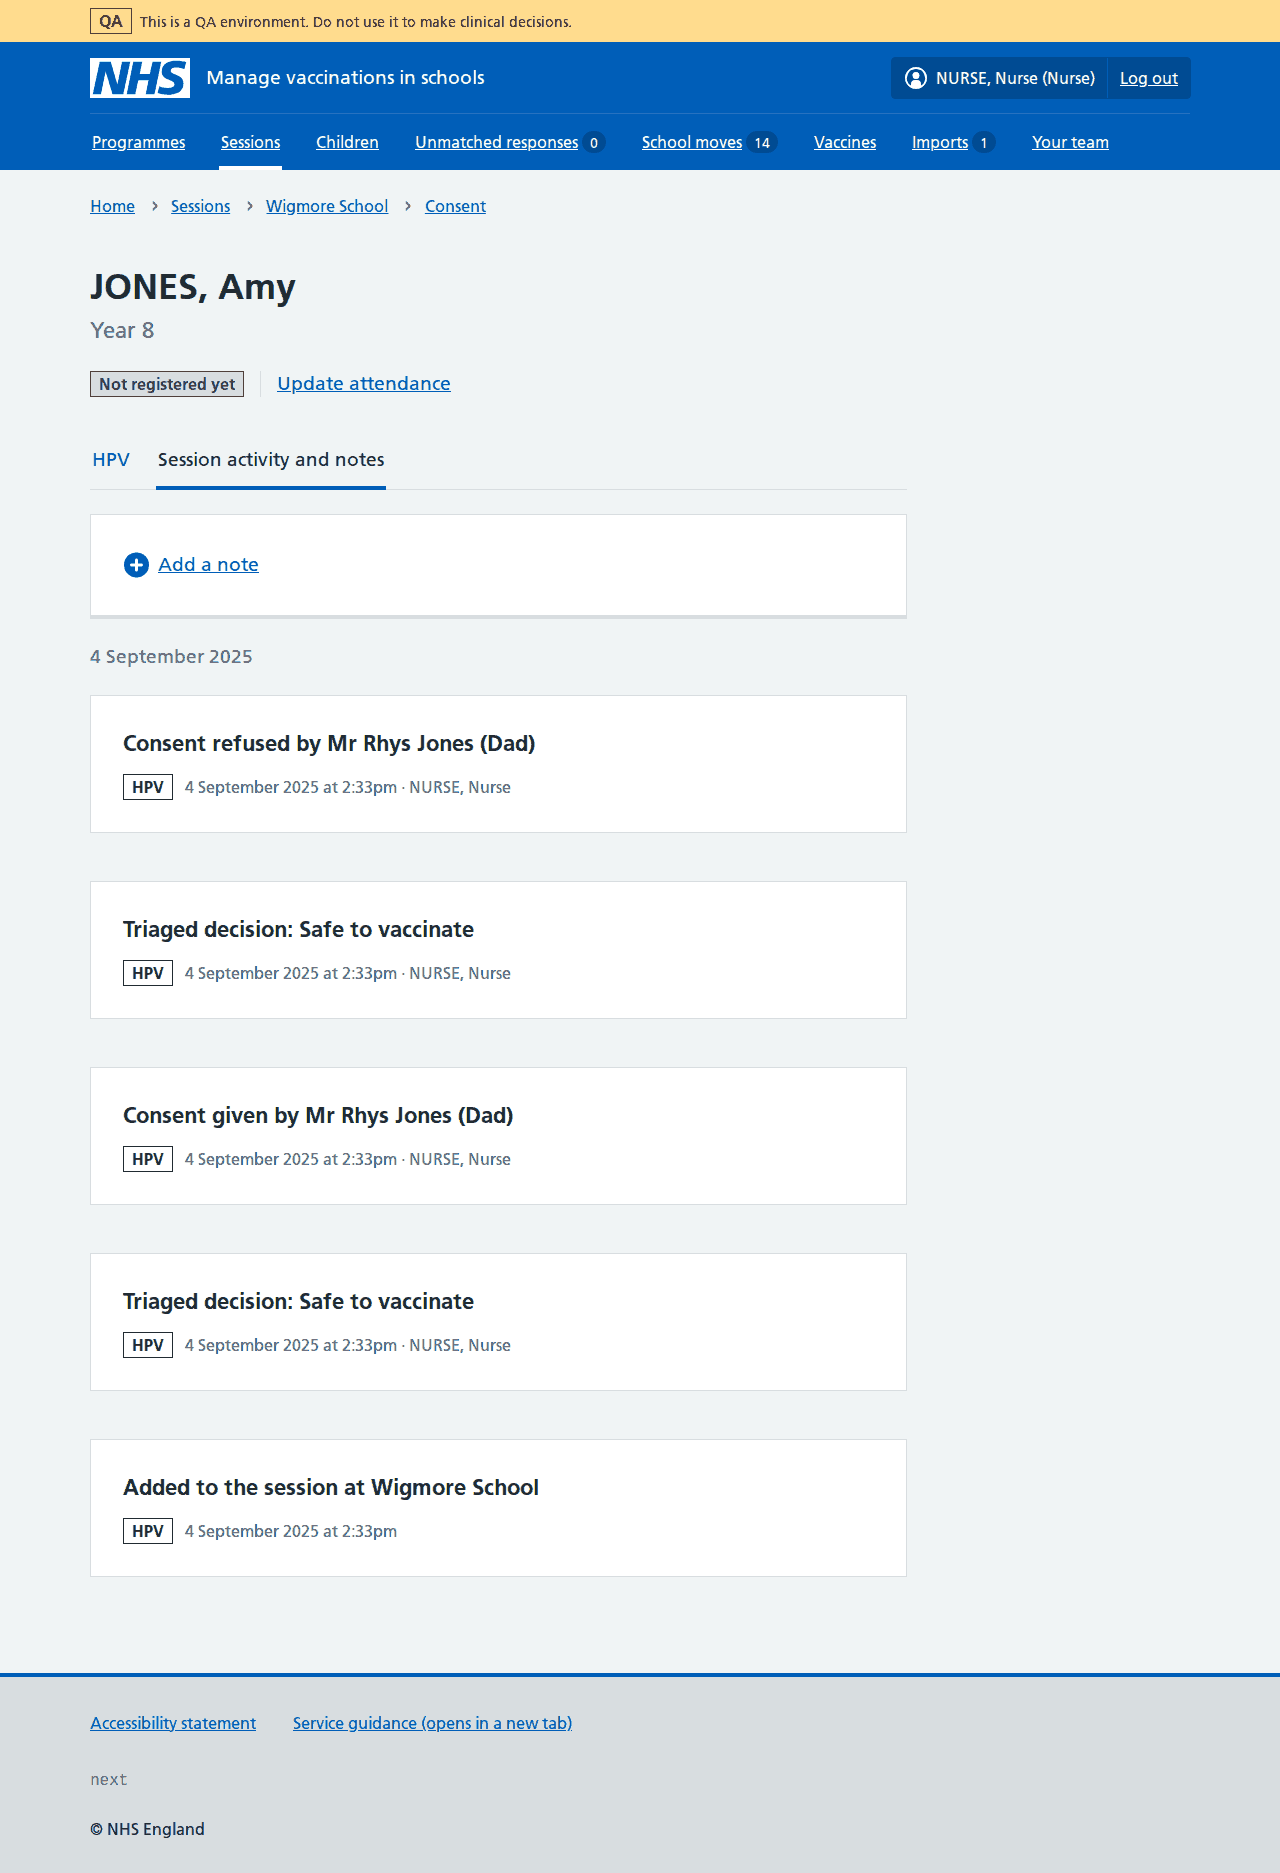 QA This is a QA environment. Do not use it to make clinical decisions.
NHS Manage vaccinations in schools NURSE, Nurse (Nurse) Log out
Programmes Sessions Children Unmatched responses 0 School moves 14 Vaccines Imports 1 Your team
Home › Sessions › Wigmore School › Consent
JONES, Amy
Year 8
Not registered yet Update attendance
HPV Session activity and notes
Add a note
4 September 2025
Consent refused by Mr Rhys Jones (Dad)
HPV 4 September 2025 at 2:33pm · NURSE, Nurse
Triaged decision: Safe to vaccinate
HPV 4 September 2025 at 2:33pm · NURSE, Nurse
Consent given by Mr Rhys Jones (Dad)
HPV 4 September 2025 at 2:33pm · NURSE, Nurse
Triaged decision: Safe to vaccinate
HPV 4 September 2025 at 2:33pm · NURSE, Nurse
Added to the session at Wigmore School
HPV 4 September 2025 at 2:33pm
Accessibility statement Service guidance (opens in a new tab)
next
© NHS England